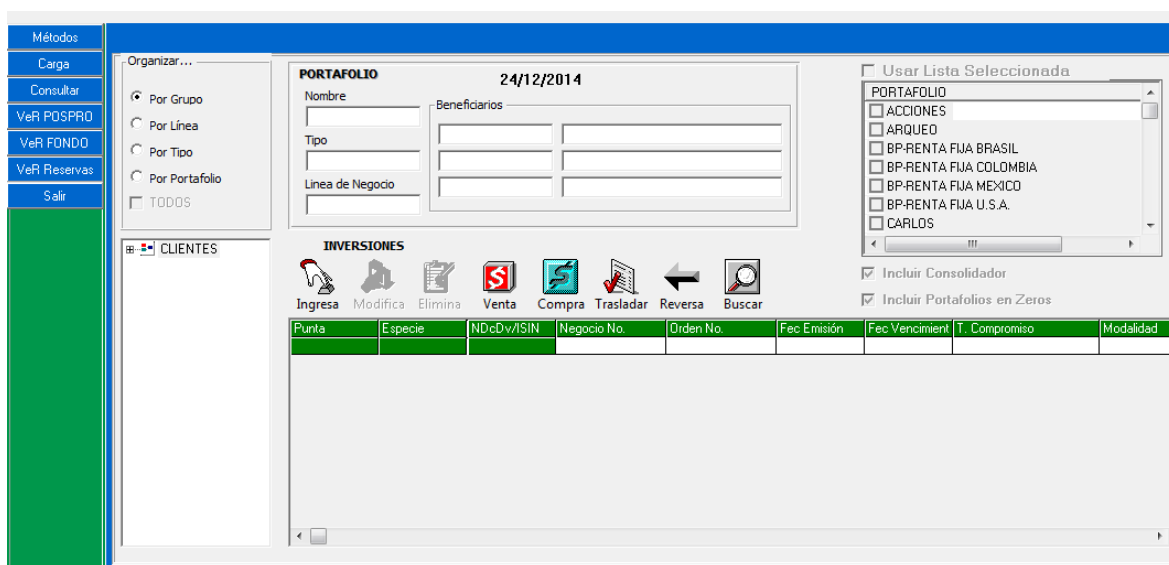 Métodos
Carga
Consultar
VeR POSPRO
VeR FONDO
VeR Reservas
Salir
Organizar...
Por Grupo
Por Línea
Por Tipo
Por Portafolio
TODOS
CLIENTES
PORTAFOLIO
24/12/2014
Nombre
Tipo
Linea de Negocio
Beneficiarios
Usar Lista Seleccionada
PORTAFOLIO
ACCIONES
ARQUEO
BP-RENTA FIJA BRASIL
BP-RENTA FIJA COLOMBIA
BP-RENTA FIJA MEXICO
BP-RENTA FIJA U.S.A.
CARLOS
Incluir Consolidador
Incluir Portafolios en Zeros
INVERSIONES
Ingresa Modifica Elimina Venta Compra Trasladar Reversa Buscar
Punta Especie NDcDv/ISIN Negocio No. Orden No. Fec Emisión Fec Vencimient T. Compromiso Modalidad